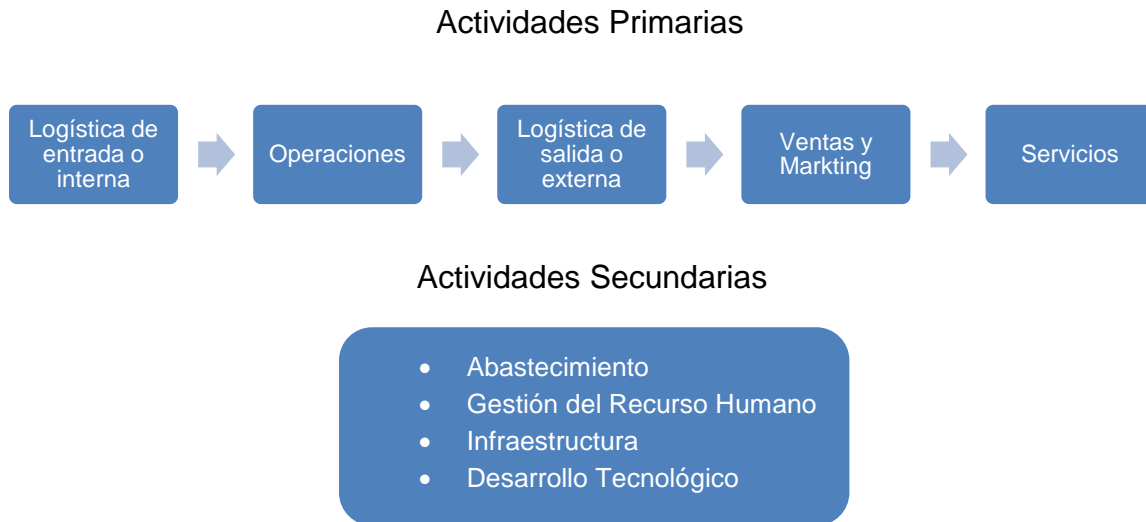 Actividades Primarias
Logística de
entrada o
interna
Operaciones
Logística de
salida o
externa
Ventas y
Markting
Servicios
Actividades Secundarias
• Abastecimiento
• Gestión del Recurso Humano
• Infraestructura
• Desarrollo Tecnológico